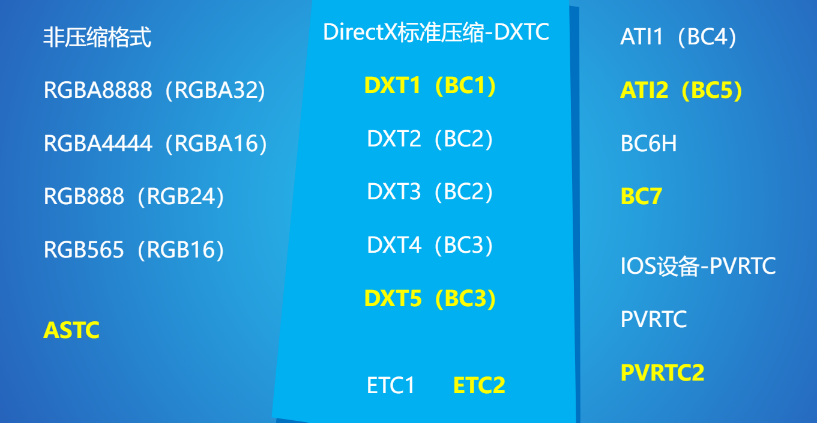 非压缩格式
RGBA8888（RGBA32)
RGBA4444（RGBA16）
RGB888（RGB24）
RGB565（RGB16）
ASTC
DirectX标准压缩-DXTC
DXT1（BC1）
DXT2（BC2）
DXT3（BC2）
DXT4（BC3）
DXT5（BC3）
ETC1 ETC2
ATI1（BC4）
ATI2（BC5）
BC6H
BC7
IOS设备-PVRTC
PVRTC
PVRTC2